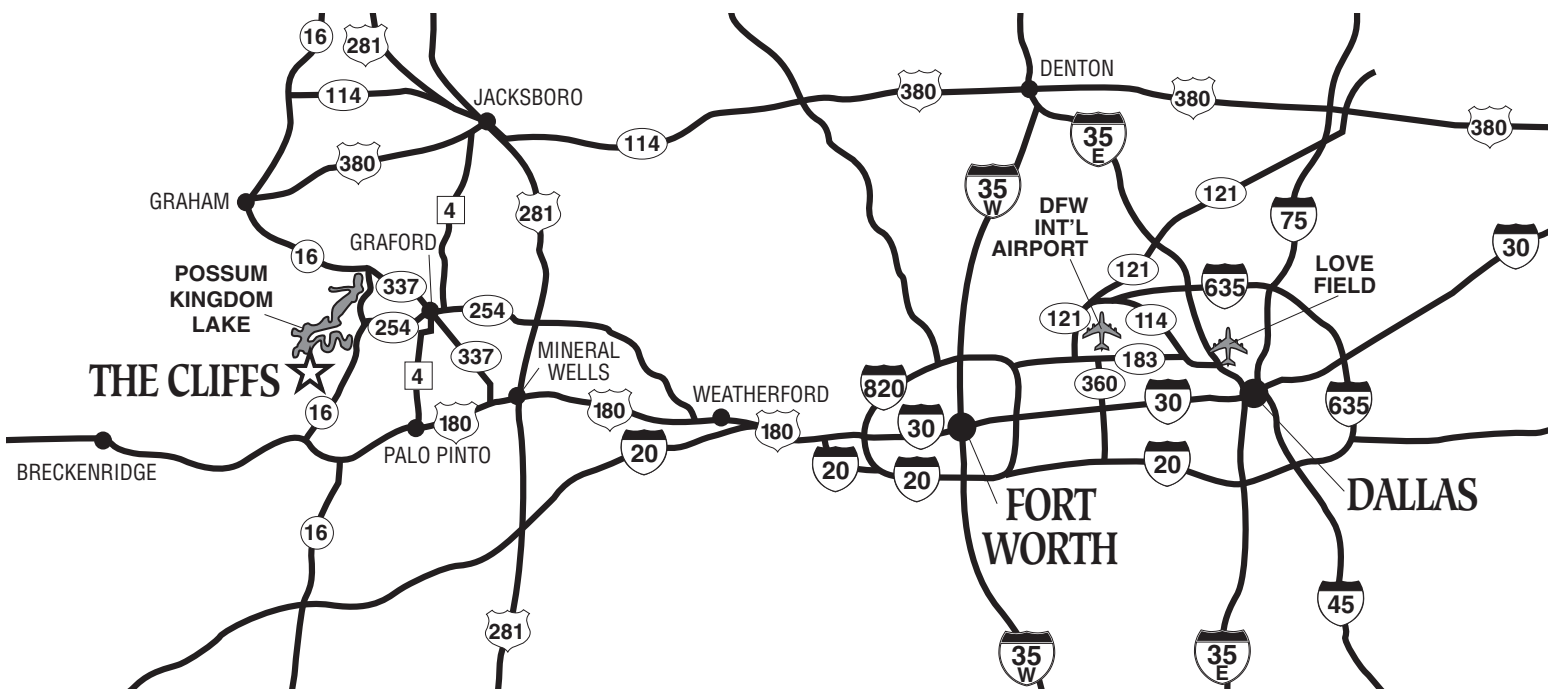 16
281
DENTON
114
JACKSBORO
380
380
380
114
35
E
380
GRAHAM
4
281
35
W
121
75
DFW
INT'L
AIRPORT
30
GRAFORD
16
POSSUM
KINGDOM
LAKE
337
121
635
LOVE
FIELD
254
254
121
114
337
MINERAL
WELLS
183
THE CLIFFS
4
360
820
WEATHERFORD
16
180
180
180
30
30
635
BRECKENRIDGE
PALO PINTO
20
20
20
20
FORT
WORTH
DALLAS
16
281
45
35
W
35
E